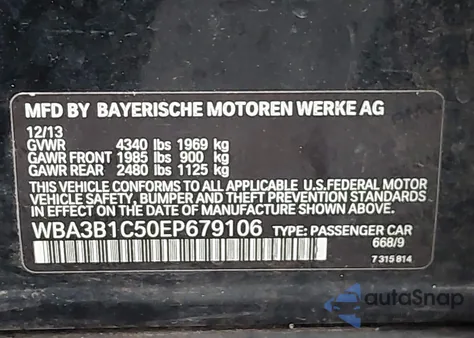 MFD BY BAYERISCHE MOTOREN WERKE AG
12/13
GVWR 4340 lbs 1969 kg
GAWR FRONT 1985 lbs 900 kg
GAWR REAR 2480 lbs 1125 kg
THIS VEHICLE CONFORMS TO ALL APPLICABLE U.S.FEDERAL MOTOR
VEHICLE SAFETY, BUMPER AND THEFT PREVENTION STANDARDS
IN EFFECT ON THE DATE OF MANUFACTURE SHOWN ABOVE.
WBA3B1C50EP679106 TYPE: PASSENGER CAR
668/9
7 315 814
autoSnap